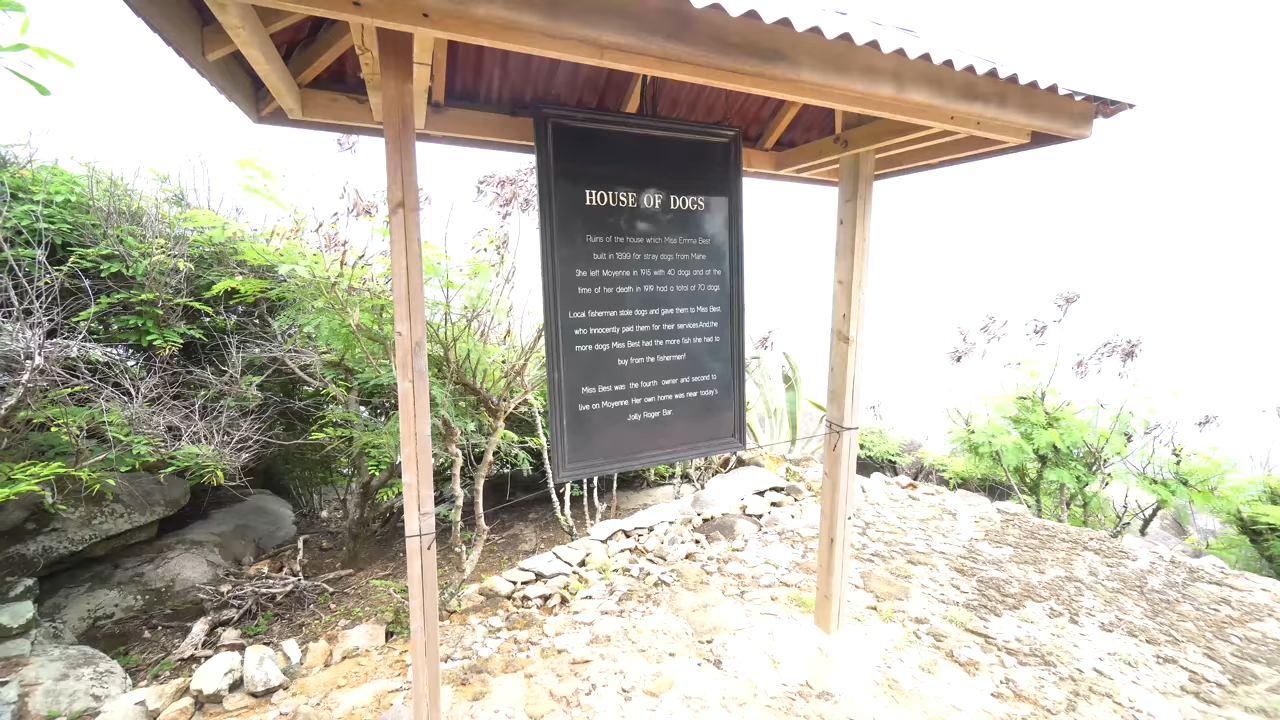 HOUSE OF DOGS
Ruins of the house which Miss Emma Best
built in 1899 for stray dogs from Mahe
She left Moyenne in 1915 with 40 dogs and at the
time of her death in 1919 had a total of 70 dogs.
Local fisherman stole dogs and gave them to Miss Best,
who innocently paid them for their services.And,the
more dogs Miss Best had the more fish she had to
buy from the fishermen!
Miss Best was the fourth owner and second to
live on Moyenne. Her own home was near today's
Jolly Roger Bar.